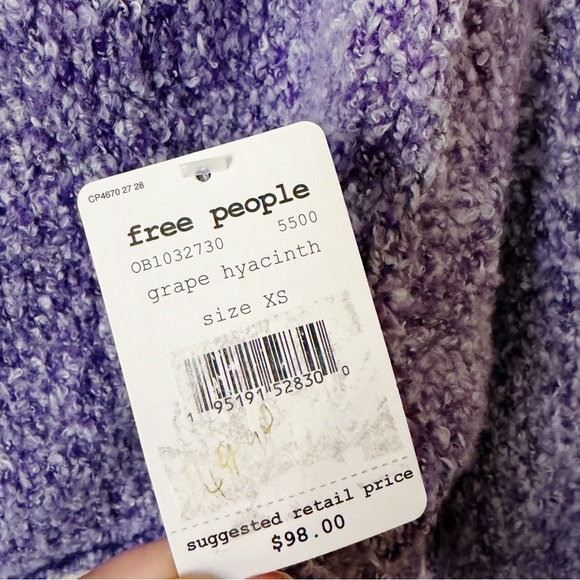 CP4670 27 28
free people
OB1032730 5500
grape hyacinth
size XS
1 95191 52830 0
suggested retail price
$98.00